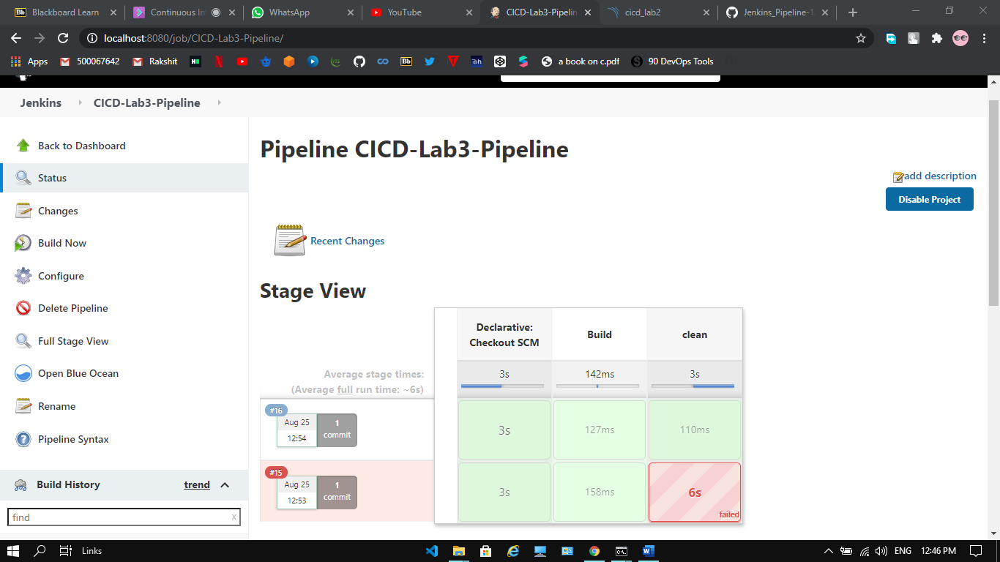 Blackboard Learn
Continuous In
WhatsApp
YouTube
CICD-Lab3-Pipelin
cicd_lab2
Jenkins_Pipeline-1
localhost:8080/job/CICD-Lab3-Pipeline/
Apps
500067642
Rakshit
a book on c.pdf
90 DevOps Tools
Jenkins
CICD-Lab3-Pipeline
Back to Dashboard
Status
Changes
Build Now
Configure
Delete Pipeline
Full Stage View
Open Blue Ocean
Rename
Pipeline Syntax
Build History
trend
find
x
Pipeline CICD-Lab3-Pipeline
add description
Disable Project
Recent Changes
Stage View
Declarative:
Checkout SCM
Build
clean
Average stage times:
(Average full run time: ~6s)
3s
142ms
3s
#16
Aug 25
12:54
1
commit
3s
127ms
110ms
#15
Aug 25
12:53
1
commit
3s
158ms
6s
failed
Links
ENG
12:46 PM